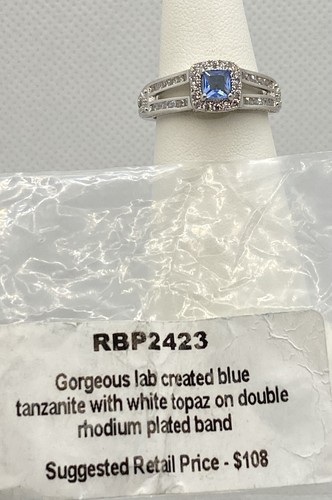 RBP2423
Gorgeous lab created blue
tanzanite with white topaz on double
rhodium plated band
Suggested Retail Price - $108